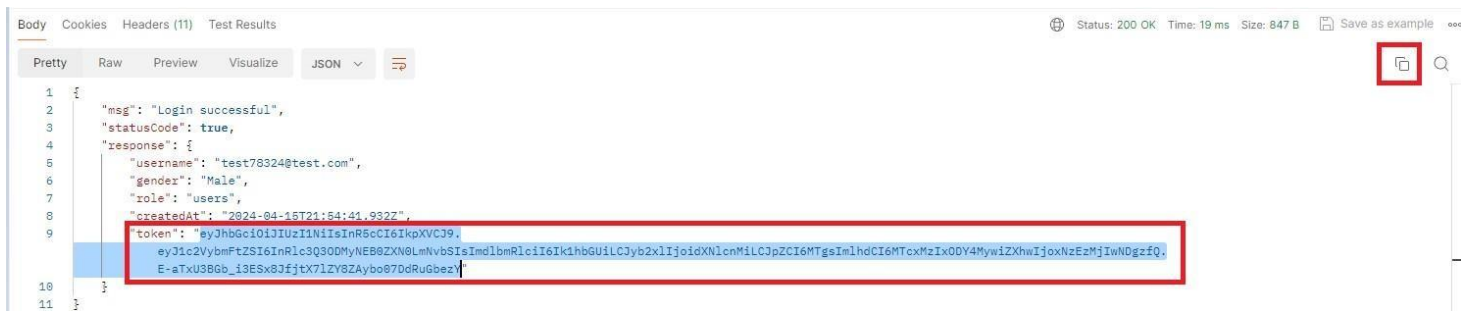 Body Cookies Headers (11) Test Results Status: 200 OK Time: 19 ms Size: 847 B Save as example
Pretty Raw Preview Visualize JSON
1 {
2 "msg": "Login successful",
3 "statusCode": true,
4 "response": {
5 "username": "test78324@test.com",
6 "gender": "Male",
7 "role": "users",
8 "createdAt": "2024-04-15T21:54:41.932Z",
9 "token": "eyJhbGciOiJIUzI1NiIsInR5cCI6IkpXVCJ9.
eyJ1c2VybmFtZSI6InRlc3Q3ODMyNEB0ZXN0LmNvbSIsImdlbmRlciI6Ik1hbGUiLCJyb2xlIjoidXNlcnMiLCJpZCI6MTgsImlhdCI6MTcxMzIxODY4MywiZXhwIjoxNzEzMjIwNDgzfQ.
E-aTxU3BGb_i3ESx8JfjtX7lZY8ZAybo07DdRuGbezY"
10 }
11 }